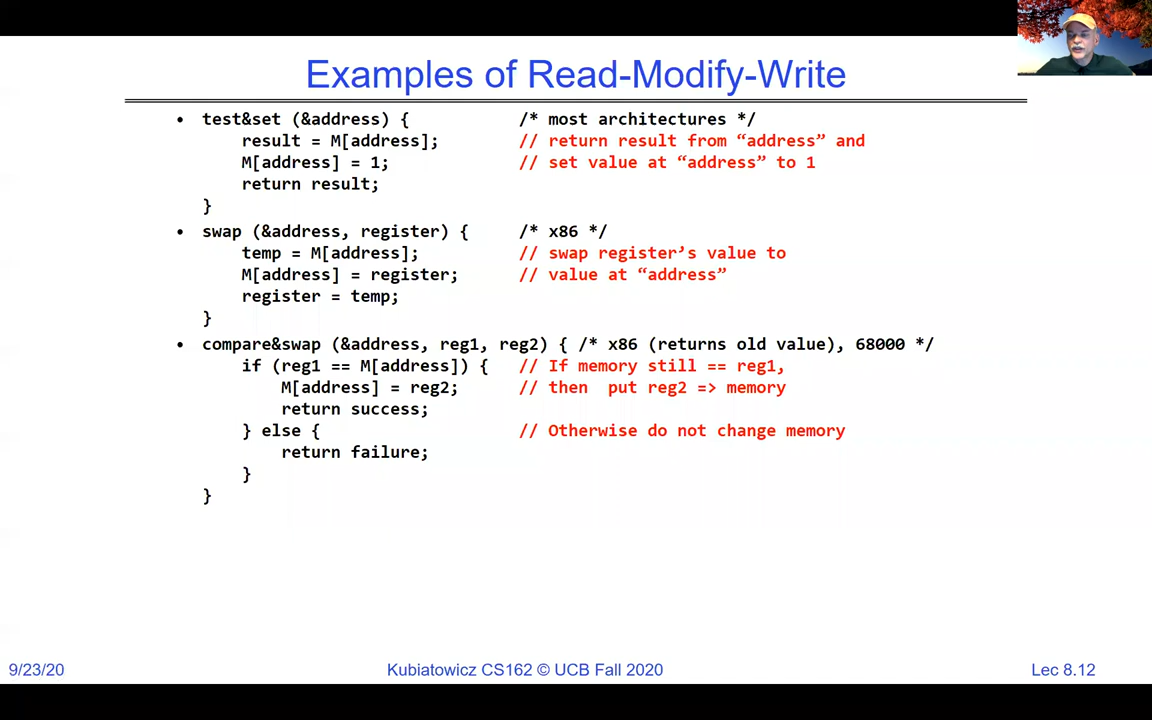 Examples of Read-Modify-Write
• test&set (&address) { /* most architectures */
result = M[address]; // return result from “address” and
M[address] = 1; // set value at “address” to 1
return result;
}
• swap (&address, register) { /* x86 */
temp = M[address]; // swap register’s value to
M[address] = register; // value at “address”
register = temp;
}
• compare&swap (&address, reg1, reg2) { /* x86 (returns old value), 68000 */
if (reg1 == M[address]) { // If memory still == reg1,
M[address] = reg2; // then put reg2 => memory
return success;
} else { // Otherwise do not change memory
return failure;
}
}
9/23/20 Kubiatowicz CS162 © UCB Fall 2020 Lec 8.12